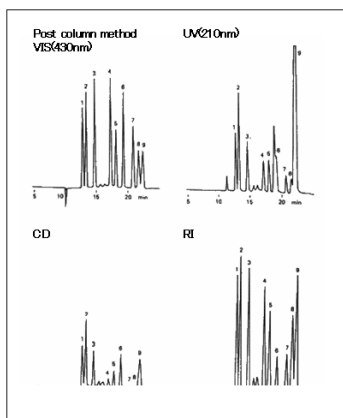 Post column method
VIS(430nm)
1 2 3 4 5 6 7 8 9
5 10 15 20 min
UV(210nm)
1 2 3 4 5 6 7 8 9
5 10 15 20 min
CD
1 2 3 4 5 6 7 8 9
RI
1 2 3 4 5 6 7 8 9